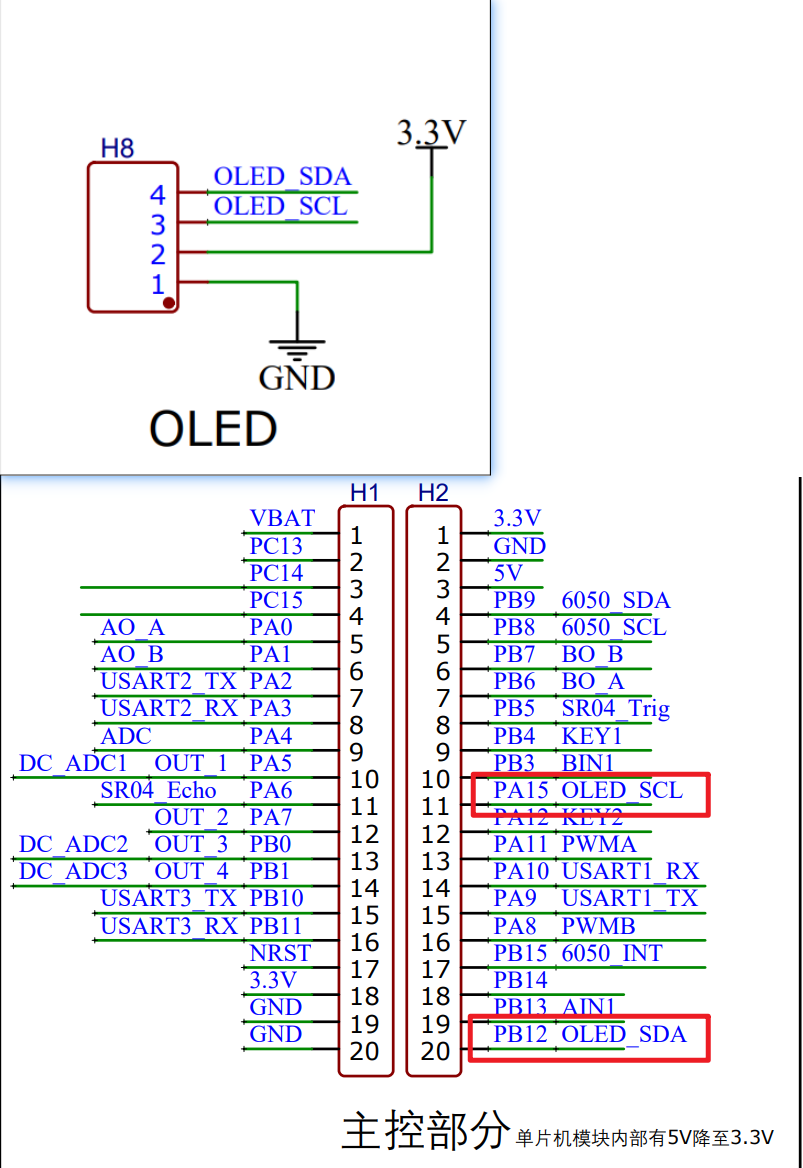 H8
3.3V
4 OLED_SDA
3 OLED_SCL
2
1
GND
OLED
H1 H2
VBAT 1 1 3.3V
PC13 2 2 GND
PC14 3 3 5V
PC15 4 4 PB9 6050_SDA
AO_A PA0 5 5 PB8 6050_SCL
AO_B PA1 6 6 PB7 BO_B
USART2_TX PA2 7 7 PB6 BO_A
USART2_RX PA3 8 8 PB5 SR04_Trig
ADC PA4 9 9 PB4 KEY1
DC_ADC1 OUT_1 PA5 10 10 PB3 BIN1
SR04_Echo PA6 11 11 PA15 OLED_SCL
OUT_2 PA7 12 12 PA12 KEY2
DC_ADC2 OUT_3 PB0 13 13 PA11 PWMA
DC_ADC3 OUT_4 PB1 14 14 PA10 USART1_RX
USART3_TX PB10 15 15 PA9 USART1_TX
USART3_RX PB11 16 16 PA8 PWMB
NRST 17 17 PB15 6050_INT
3.3V 18 18 PB14
GND 19 19 PB13 AIN1
GND 20 20 PB12 OLED_SDA
主控部分 单片机模块内部有5V降至3.3V